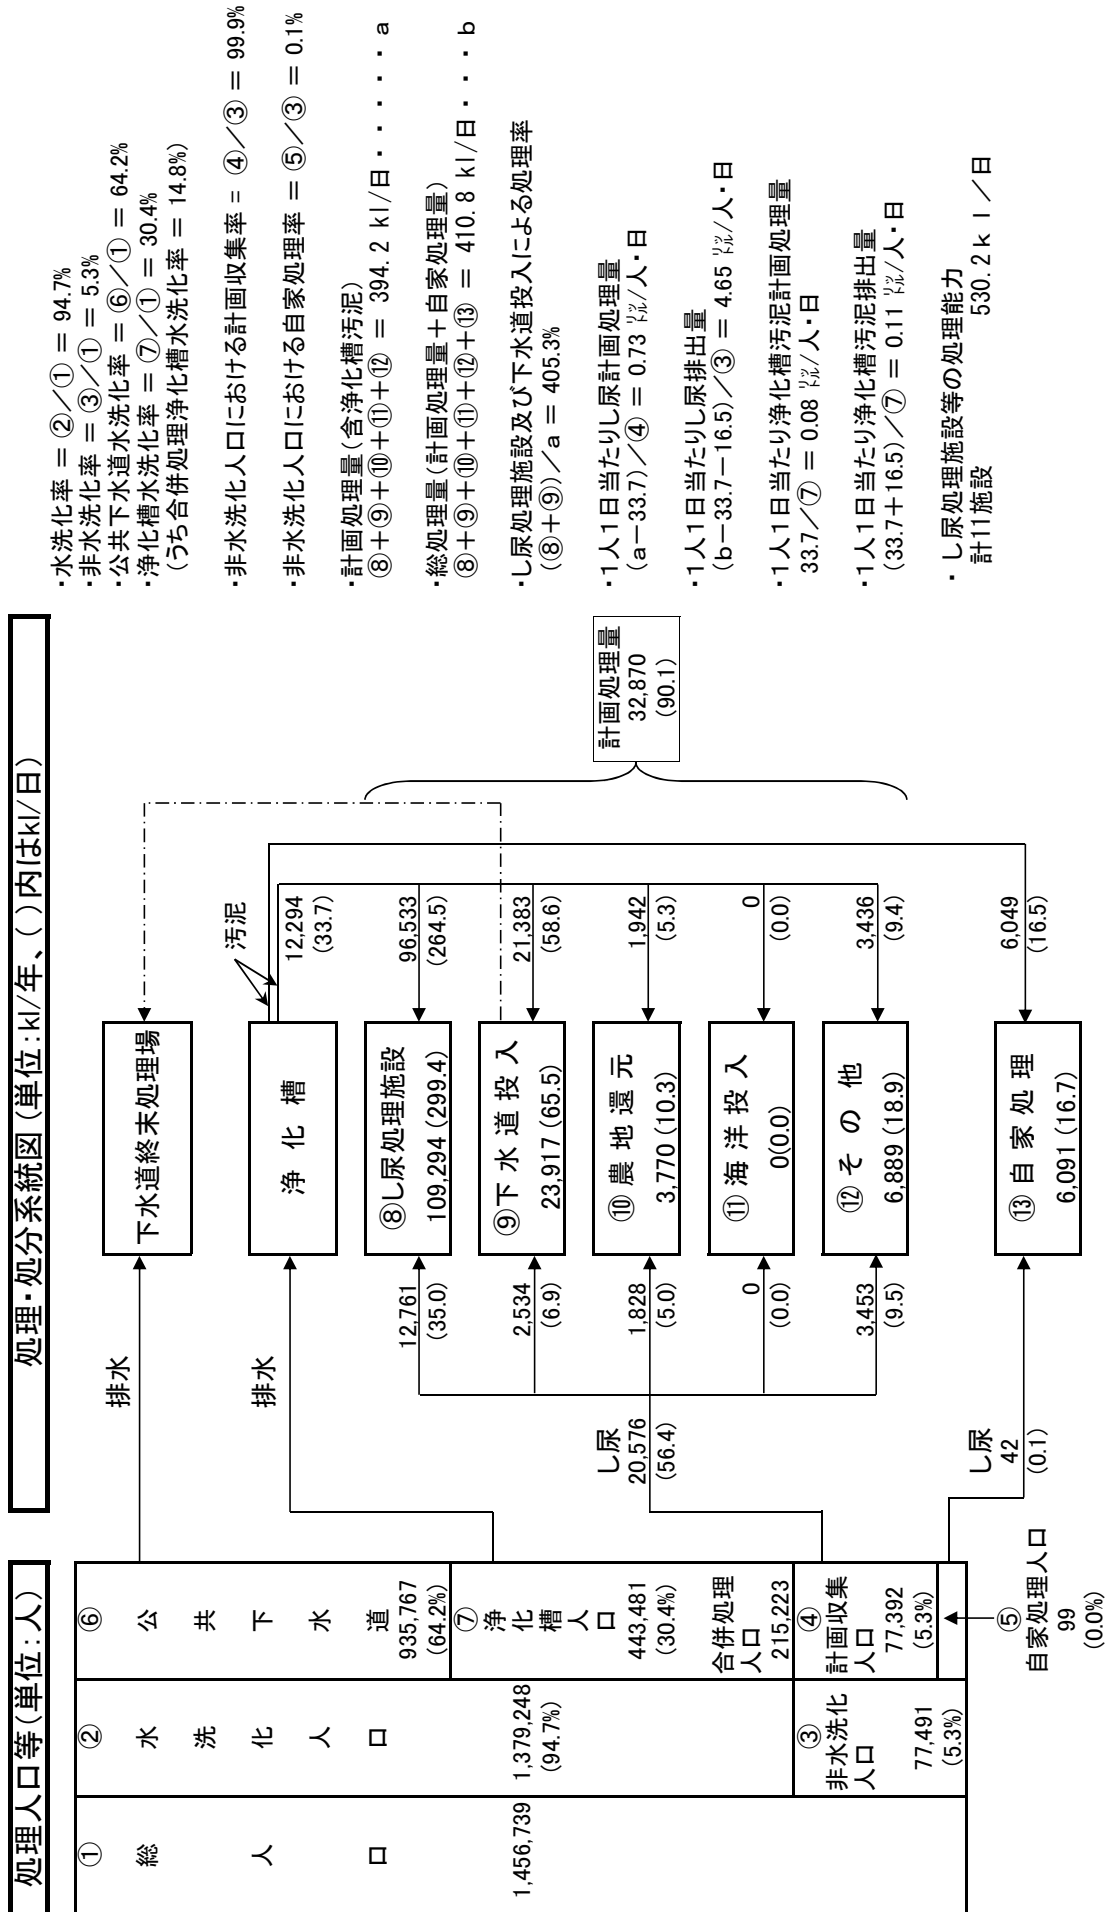 処理人口等(単位:人)
①
総
人
口
1,456,739
②
水
洗
化
人
口
1,379,248
(94.7%)
③
非水洗化
人口
77,491
(5.3%)
⑥
公
共
下
水
道
935,767
(64.2%)
⑦
浄
化
槽
人
口
443,481
(30.4%)
合併処理
人口
215,223
④
計画収集
人口
77,392
(5.3%)
⑤
自家処理人口
99
(0.0%)
処理・処分系統図(単位:kl/年、( )内はkl/日)
排水
下水道終末処理場
排水
浄化槽
汚泥
12,294
(33.7)
し尿
20,576
(56.4)
12,761
(35.0)
⑧し尿処理施設
109,294 (299.4)
96,533
(264.5)
2,534
(6.9)
⑨下水道投入
23,917 (65.5)
21,383
(58.6)
1,828
(5.0)
⑩農地還元
3,770 (10.3)
1,942
(5.3)
0
(0.0)
⑪海洋投入
0(0.0)
0
(0.0)
3,453
(9.5)
⑫その他
6,889 (18.9)
3,436
(9.4)
し尿
42
(0.1)
⑬自家処理
6,091 (16.7)
6,049
(16.5)
計画処理量
32,870
(90.1)
・水洗化率 = ②/① = 94.7%
・非水洗化率 = ③/① = 5.3%
・公共下水道水洗化率 = ⑥/① = 64.2%
・浄化槽水洗化率 = ⑦/① = 30.4%
(うち合併処理浄化槽水洗化率 = 14.8%)
・非水洗化人口における計画収集率 = ④/③ = 99.9%
・非水洗化人口における自家処理率 = ⑤/③ = 0.1%
・計画処理量(含浄化槽汚泥)
⑧+⑨+⑩+⑪+⑫ = 394.2 kl/日・・・・・・a
・総処理量(計画処理量+自家処理量)
⑧+⑨+⑩+⑪+⑫+⑬ = 410.8 kl/日・・・b
・し尿処理施設及び下水道投入による処理率
(⑧+⑨)/a = 405.3%
・1人1日当たりし尿計画処理量
(a-33.7)/④ = 0.73 リットル/人・日
・1人1日当たりし尿排出量
(b-33.7-16.5)/③ = 4.65 リットル/人・日
・1人1日当たり浄化槽汚泥計画処理量
33.7/⑦ = 0.08 リットル/人・日
・1人1日当たり浄化槽汚泥排出量
(33.7+16.5)/⑦ = 0.11 リットル/人・日
・し尿処理施設等の処理能力
計11施設 530.2kl/日